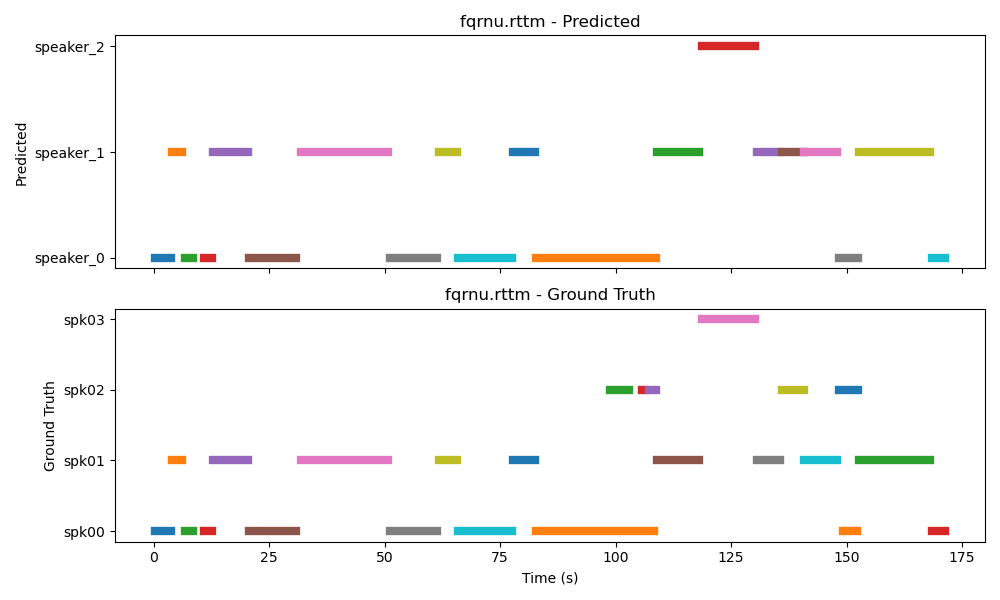 fqrnu.rttm - Predicted
speaker_2
speaker_1
speaker_0
Predicted
fqrnu.rttm - Ground Truth
spk03
spk02
spk01
spk00
Ground Truth
0 25 50 75 100 125 150 175
Time (s)